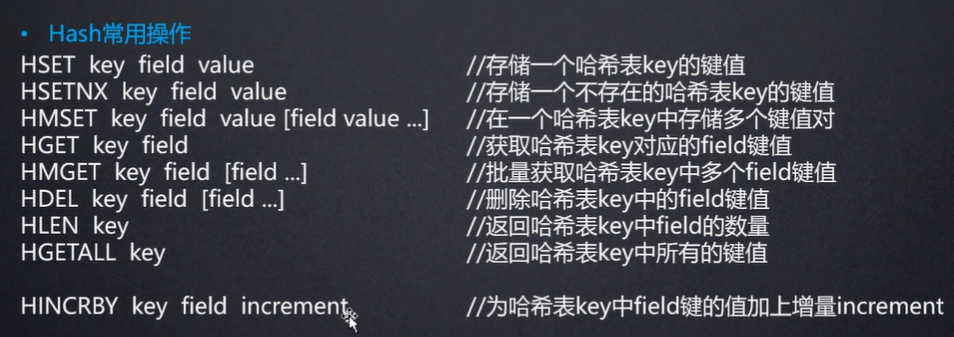 • Hash常用操作
HSET key field value //存储一个哈希表key的键值
HSETNX key field value //存储一个不存在的哈希表key的键值
HMSET key field value [field value ...] //在一个哈希表key中存储多个键值对
HGET key field //获取哈希表key对应的field键值
HMGET key field [field ...] //批量获取哈希表key中多个field键值
HDEL key field [field ...] //删除哈希表key中的field键值
HLEN key //返回哈希表key中field的数量
HGETALL key //返回哈希表key中所有的键值
HINCRBY key field increment //为哈希表key中field键的值加上增量increment